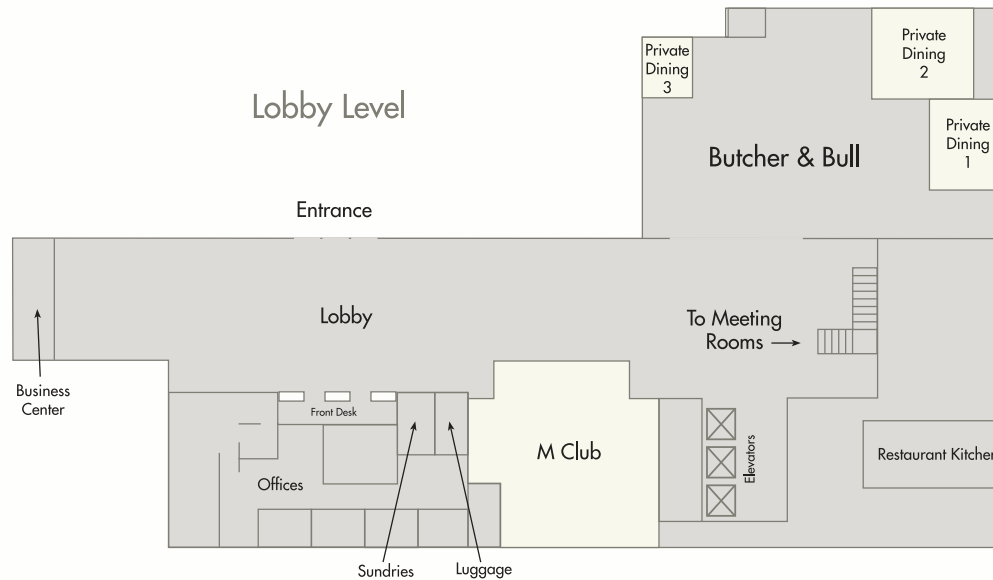 Private
Dining
2
Private
Dining
3
Lobby Level
Private
Dining
1
Butcher & Bull
Entrance
Lobby
To Meeting
Rooms
Business
Center
Front Desk
M Club
Elevators
Restaurant Kitchen
Offices
Sundries
Luggage